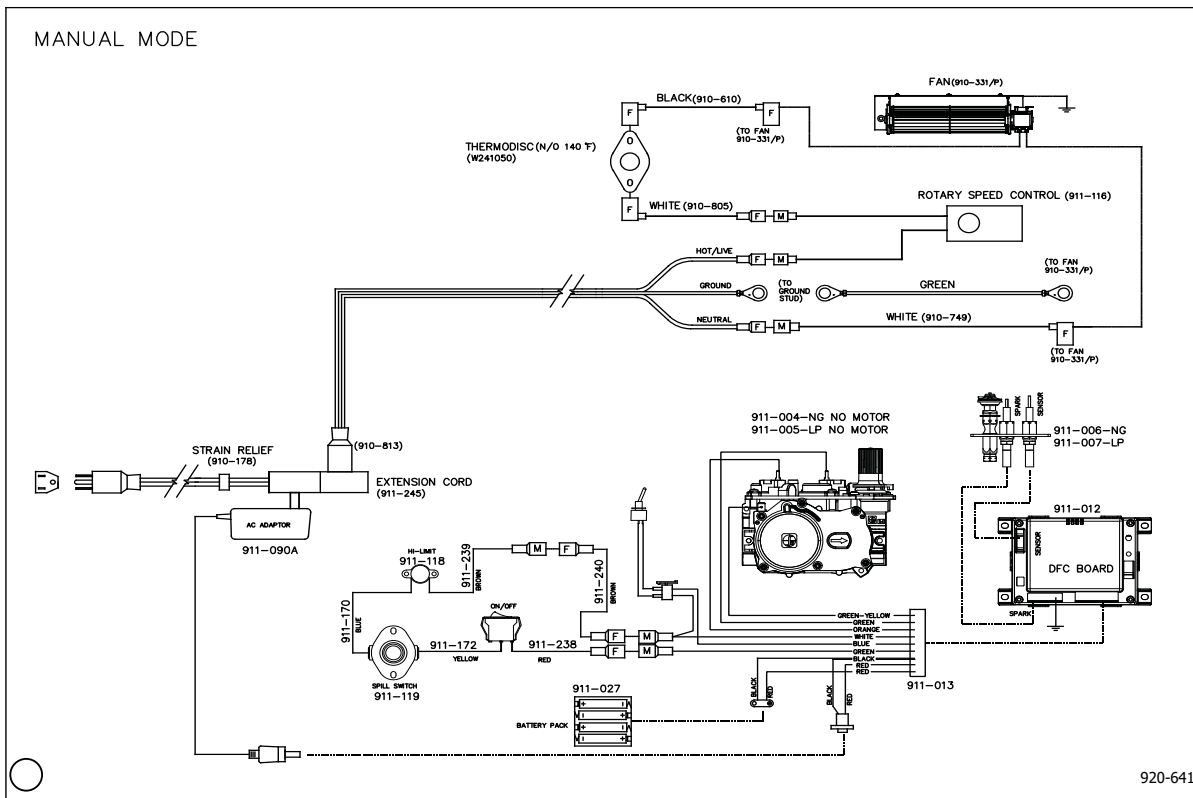 MANUAL MODE
FAN(910-331/P)
BLACK(910-610)
F
F
(TO FAN
910-331/P)
THERMODISC(N/O 140°F)
(W241050)
F
WHITE(910-805)
F
M
ROTARY SPEED CONTROL (911-116)
HOT/LIVE
F
M
GROUND
(TO
GROUND
STUD)
GREEN
(TO FAN
910-331/P)
NEUTRAL
F
M
WHITE (910-749)
F
(TO FAN
910-331/P)
(910-813)
STRAIN RELIEF
(910-178)
EXTENSION CORD
(911-245)
AC ADAPTOR
911-090A
911-004-NG NO MOTOR
911-005-LP NO MOTOR
SPARK
SENSOR
911-006-NG
911-007-LP
911-012
SENSOR
DFC BOARD
SPARK
HI-LIMIT
911-118
911-239
BROWN
M
F
911-240
BROWN
911-170
BLUE
ON/OFF
911-172
YELLOW
911-238
RED
F
M
F
M
SPILL SWITCH
911-119
GREEN-YELLOW
GREEN
ORANGE
WHITE
BLUE
GREEN
BLACK
RED
RED
911-013
911-027
BATTERY PACK
BLACK
RED
BLACK
RED
920-641